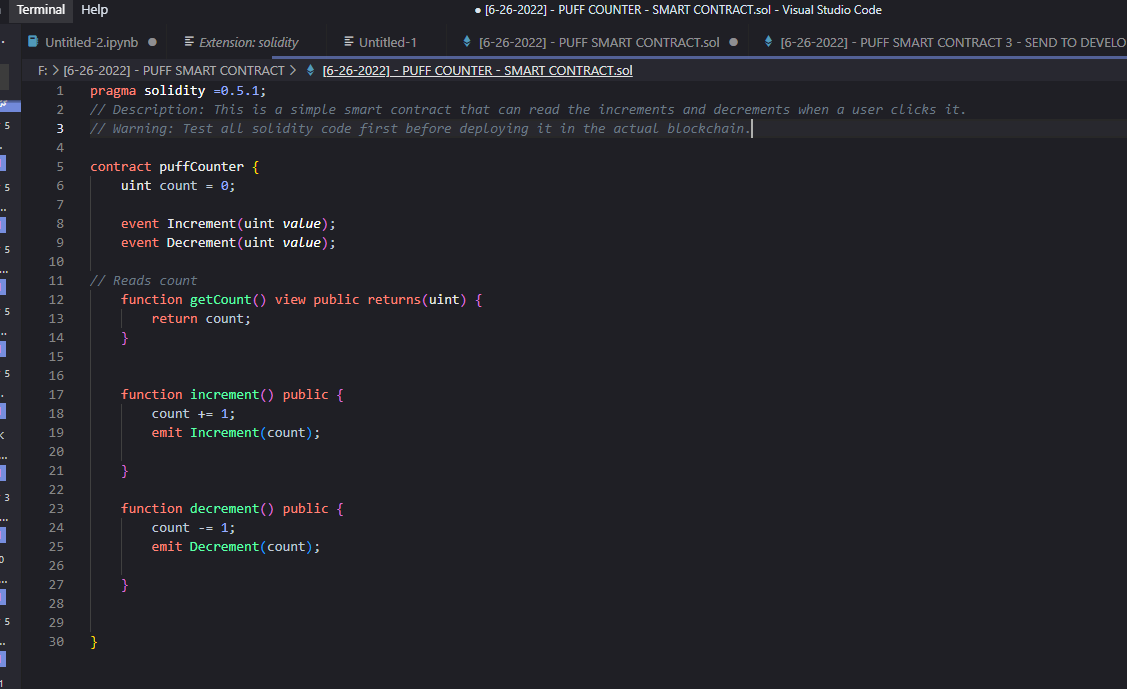 Terminal Help ● [6-26-2022] - PUFF COUNTER - SMART CONTRACT.sol - Visual Studio Code
Untitled-2.ipynb ● Extension: solidity Untitled-1 [6-26-2022] - PUFF SMART CONTRACT.sol ● [6-26-2022] - PUFF SMART CONTRACT 3 - SEND TO DEVELO
F: > [6-26-2022] - PUFF SMART CONTRACT > [6-26-2022] - PUFF COUNTER - SMART CONTRACT.sol
1 pragma solidity =0.5.1;
2 // Description: This is a simple smart contract that can read the increments and decrements when a user clicks it.
3 // Warning: Test all solidity code first before deploying it in the actual blockchain.
4
5 contract puffCounter {
6 uint count = 0;
7
8 event Increment(uint value);
9 event Decrement(uint value);
10
11 // Reads count
12 function getCount() view public returns(uint) {
13 return count;
14 }
15
16
17 function increment() public {
18 count += 1;
19 emit Increment(count);
20
21 }
22
23 function decrement() public {
24 count -= 1;
25 emit Decrement(count);
26
27 }
28
29
30 }